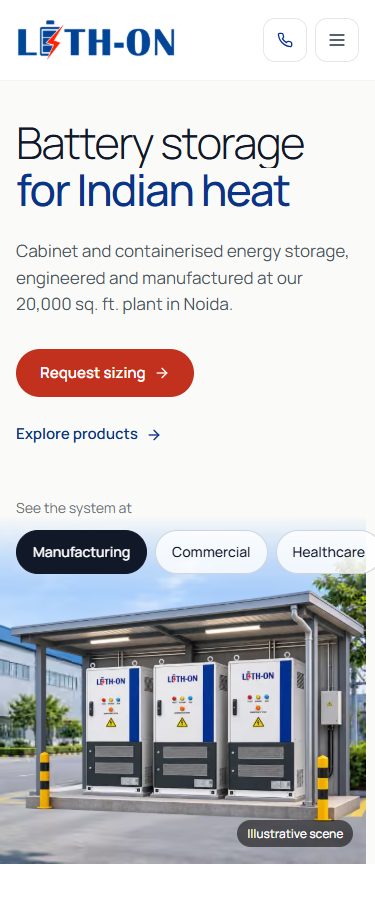 LITH-ON
Battery storage
for Indian heat
Cabinet and containerised energy storage,
engineered and manufactured at our
20,000 sq. ft. plant in Noida.
Request sizing
Explore products
See the system at
Manufacturing
Commercial
Healthcare
LITH-ON
LITH-ON
LITH-ON
Illustrative scene